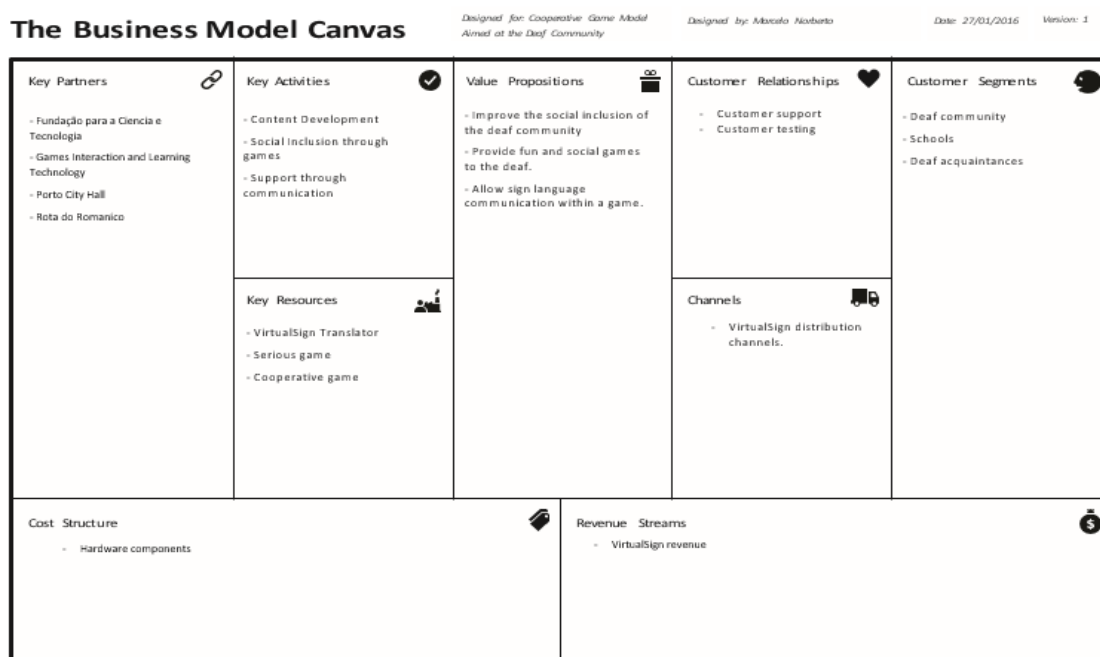 The Business Model Canvas
Designed for: Cooperative Game Model
Aimed at the Deaf Community
Designed by: Marcelo Norberto
Date: 27/01/2016
Version: 1
Key Partners
- Fundação para a Ciencia e
Tecnologia
- Games Interaction and Learning
Technology
- Porto City Hall
- Rota do Romanico
Key Activities
- Content Development
- Social Inclusion through
games
- Support through
communication
Key Resources
- VirtualSign Translator
- Serious game
- Cooperative game
Value Propositions
- Improve the social inclusion of
the deaf community
- Provide fun and social games
to the deaf.
- Allow sign language
communication within a game.
Customer Relationships
- Customer support
- Customer testing
Channels
- VirtualSign distribution
channels.
Customer Segments
- Deaf community
- Schools
- Deaf acquaintances
Cost Structure
- Hardware components
Revenue Streams
- VirtualSign revenue
$